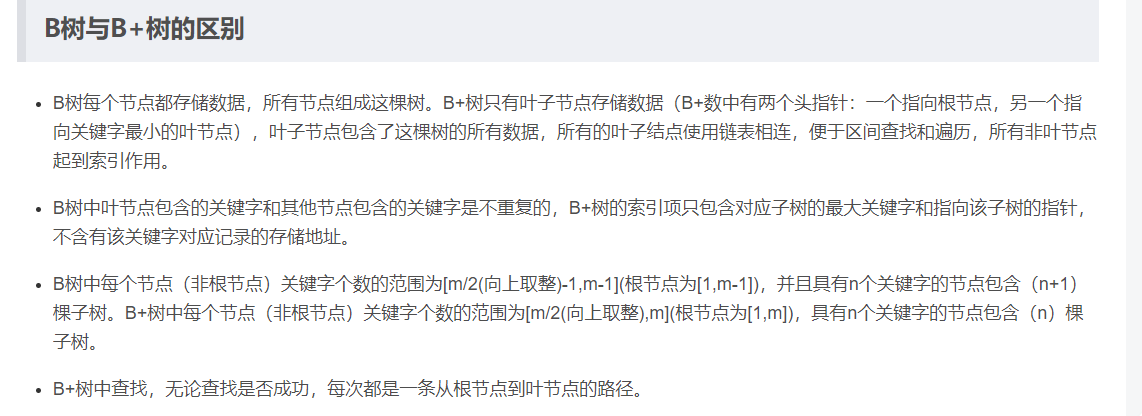 B树与B+树的区别
B树每个节点都存储数据，所有节点组成这棵树。B+树只有叶子节点存储数据（B+数中有两个头指针：一个指向根节点，另一个指
向关键字最小的叶节点），叶子节点包含了这棵树的所有数据，所有的叶子结点使用链表相连，便于区间查找和遍历，所有非叶节点
起到索引作用。
B树中叶节点包含的关键字和其他节点包含的关键字是不重复的，B+树的索引项只包含对应子树的最大关键字和指向该子树的指针，
不含有该关键字对应记录的存储地址。
B树中每个节点（非根节点）关键字个数的范围为[m/2(向上取整)-1,m-1](根节点为[1,m-1])，并且具有n个关键字的节点包含（n+1）
棵子树。B+树中每个节点（非根节点）关键字个数的范围为[m/2(向上取整),m](根节点为[1,m])，具有n个关键字的节点包含（n）棵
子树。
B+树中查找，无论查找是否成功，每次都是一条从根节点到叶节点的路径。